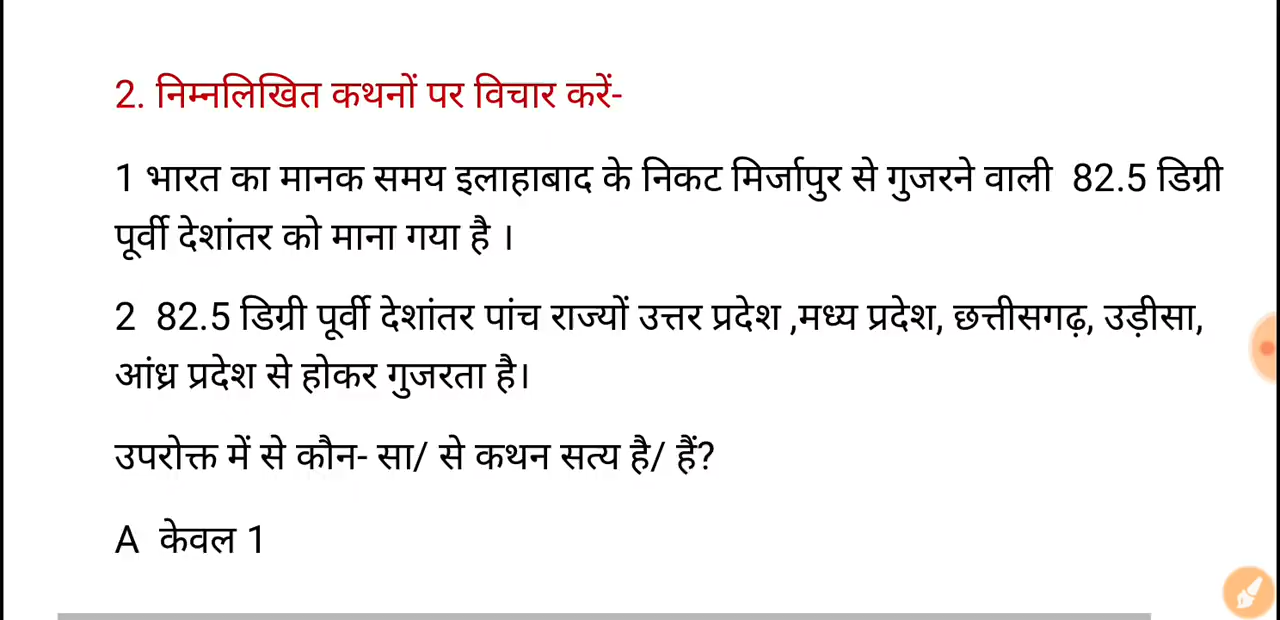 2. निम्नलिखित कथनों पर विचार करें-
1 भारत का मानक समय इलाहाबाद के निकट मिर्जापुर से गुजरने वाली 82.5 डिग्री
पूर्वी देशांतर को माना गया है ।
2 82.5 डिग्री पूर्वी देशांतर पांच राज्यों उत्तर प्रदेश ,मध्य प्रदेश, छत्तीसगढ़, उड़ीसा,
आंध्र प्रदेश से होकर गुजरता है।
उपरोक्त में से कौन- सा/ से कथन सत्य है/ हैं?
A केवल 1